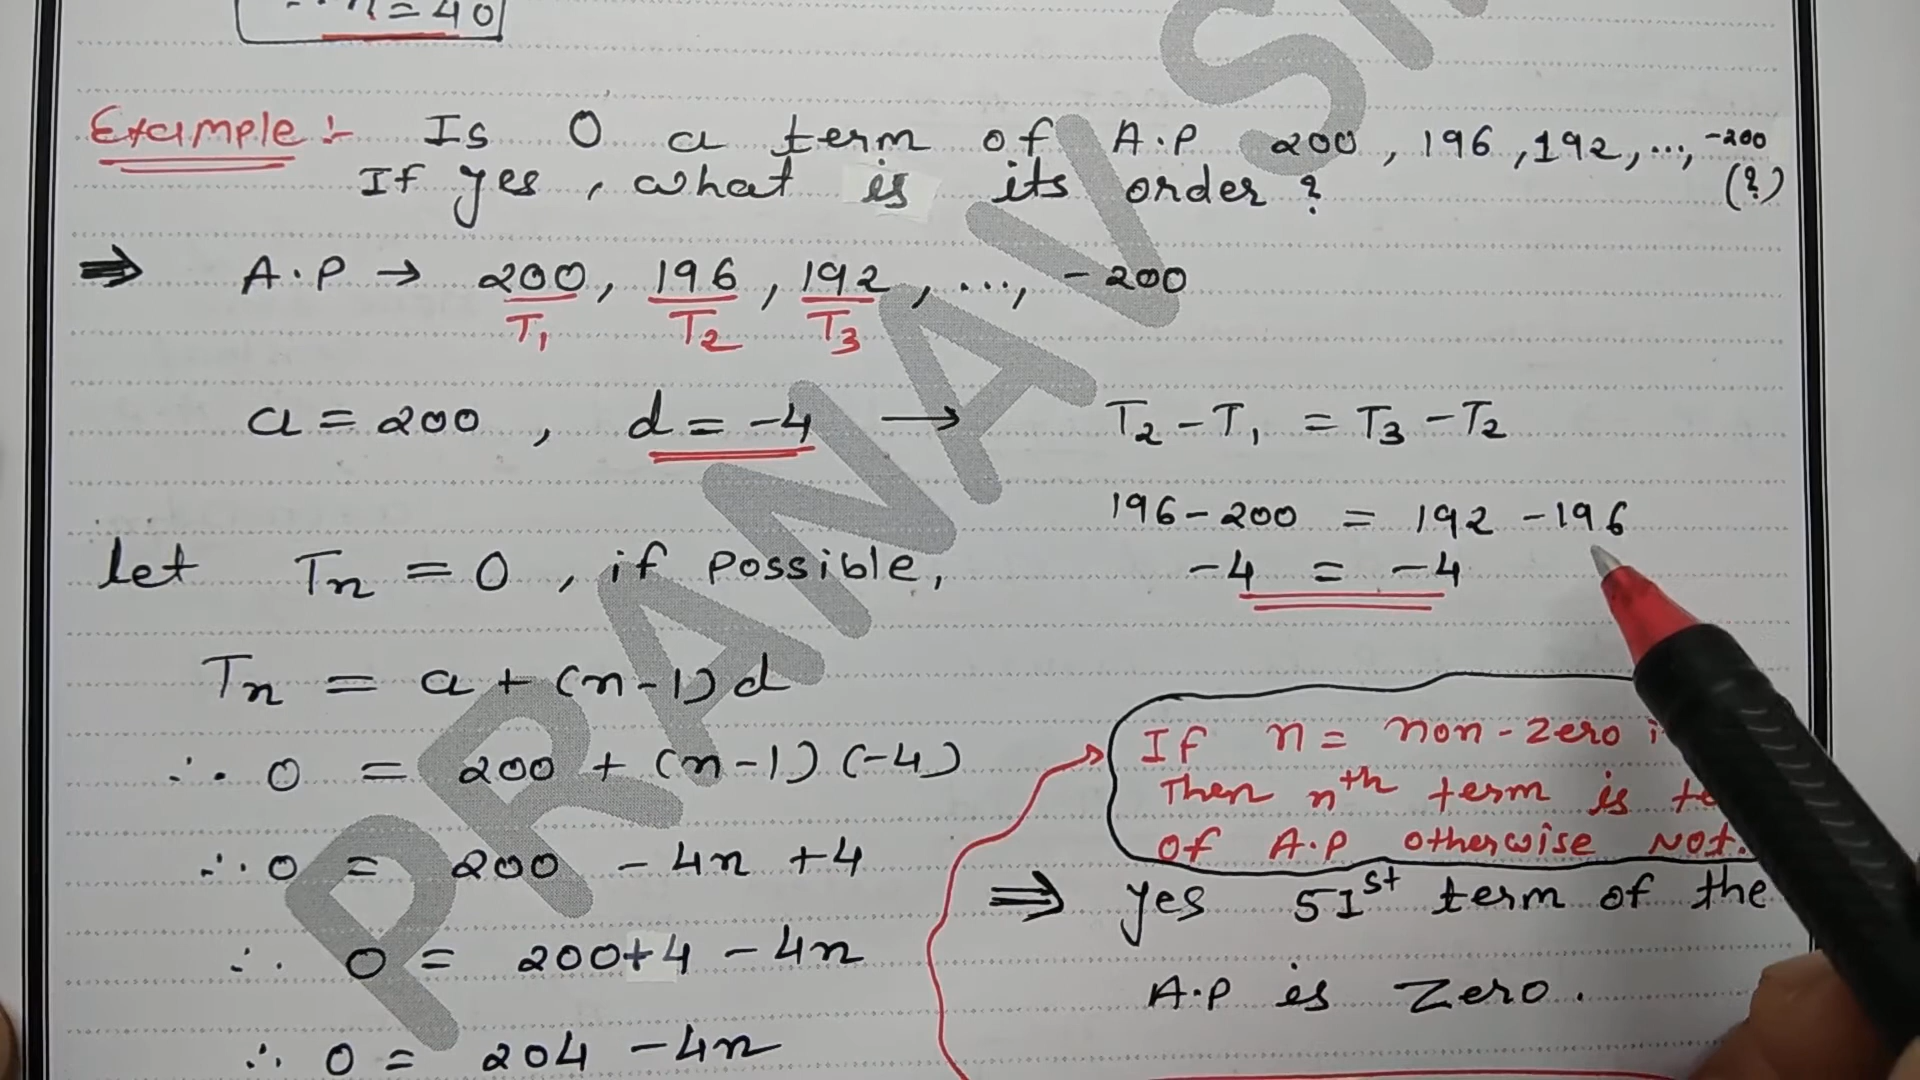 ∴ n = 40
Example :- Is 0 a term of A.P 200 , 196 , 192 , ..., -200 (?)
If yes , what is its order ?
⇒ A.P → 200 , 196 , 192 , ..., -200
T₁ T₂ T₃
a = 200 , d = -4 → T₂ - T₁ = T₃ - T₂
196 - 200 = 192 - 196
-4 = -4
let Tn = 0 , if possible,
Tn = a + (n-1) d
∴ 0 = 200 + (n-1) (-4)
∴ 0 = 200 - 4n + 4
∴ 0 = 200+4 - 4n
∴ 0 = 204 - 4n
If n = non-zero
Then nth term is
of A.P otherwise NOT.
⇒ yes 51st term of the
A.P is Zero.
PRANAV